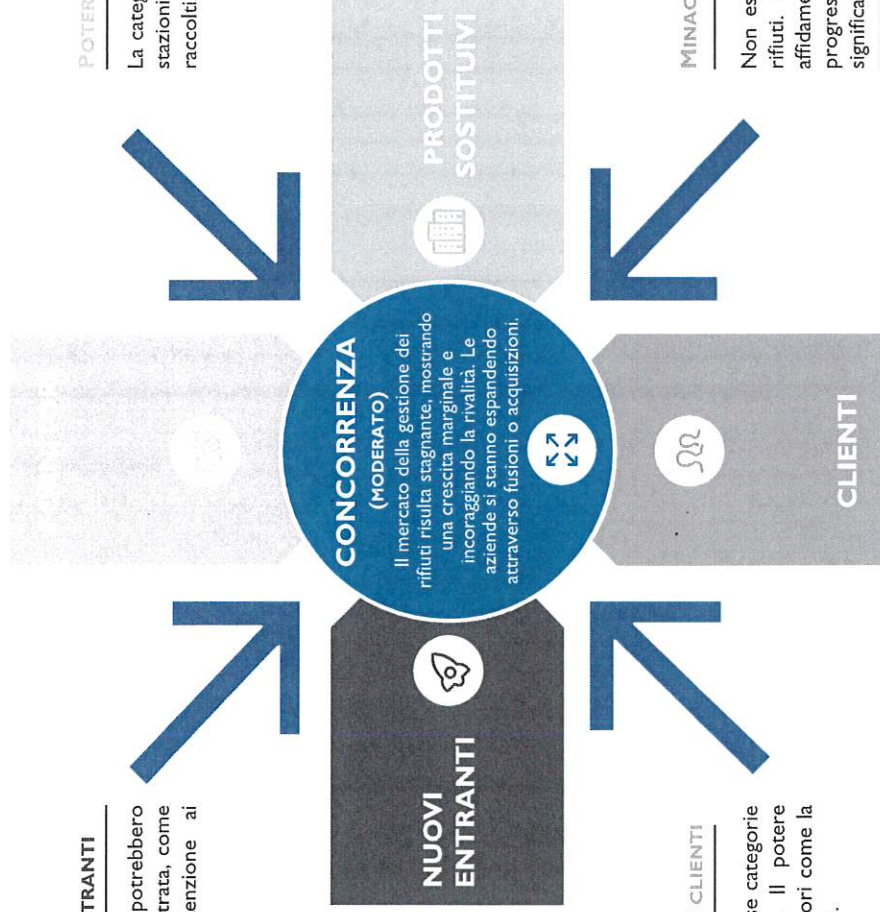 TRANTI
potrebbero
trata, come
enzione ai
POTER
La categ
stazioni
raccolti
CONCORRENZA
(MODERATO)
Il mercato della gestione dei
rifiuti risulta stagnante, mostrando
una crescita marginale e
incoraggiando la rivalità. Le
aziende si stanno espandendo
attraverso fusioni o acquisizioni.
NUOVI
ENTRANTI
PRODOTTI
SOSTITUIVI
CLIENTI
CLIENTI
se categorie
Il potere
ori come la
MINAC
Non es
rifiuti.
affidame
progres
significa